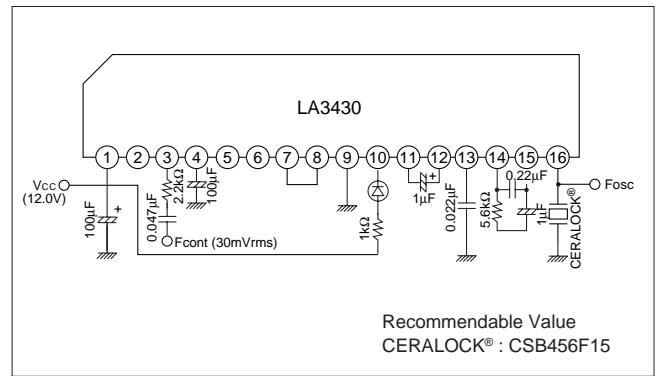 LA3430
1 2 3 4 5 6 7 8 9 10 11 12 13 14 15 16
Vcc
(12.0V)
100µF
+
2.2kΩ
0.047µF
Fcont (30mVrms)
100µF
1kΩ
+
1µF
0.022µF
5.6kΩ
0.22µF
1µF
CERALOCK®
Fosc
Recommendable Value
CERALOCK® : CSB456F15